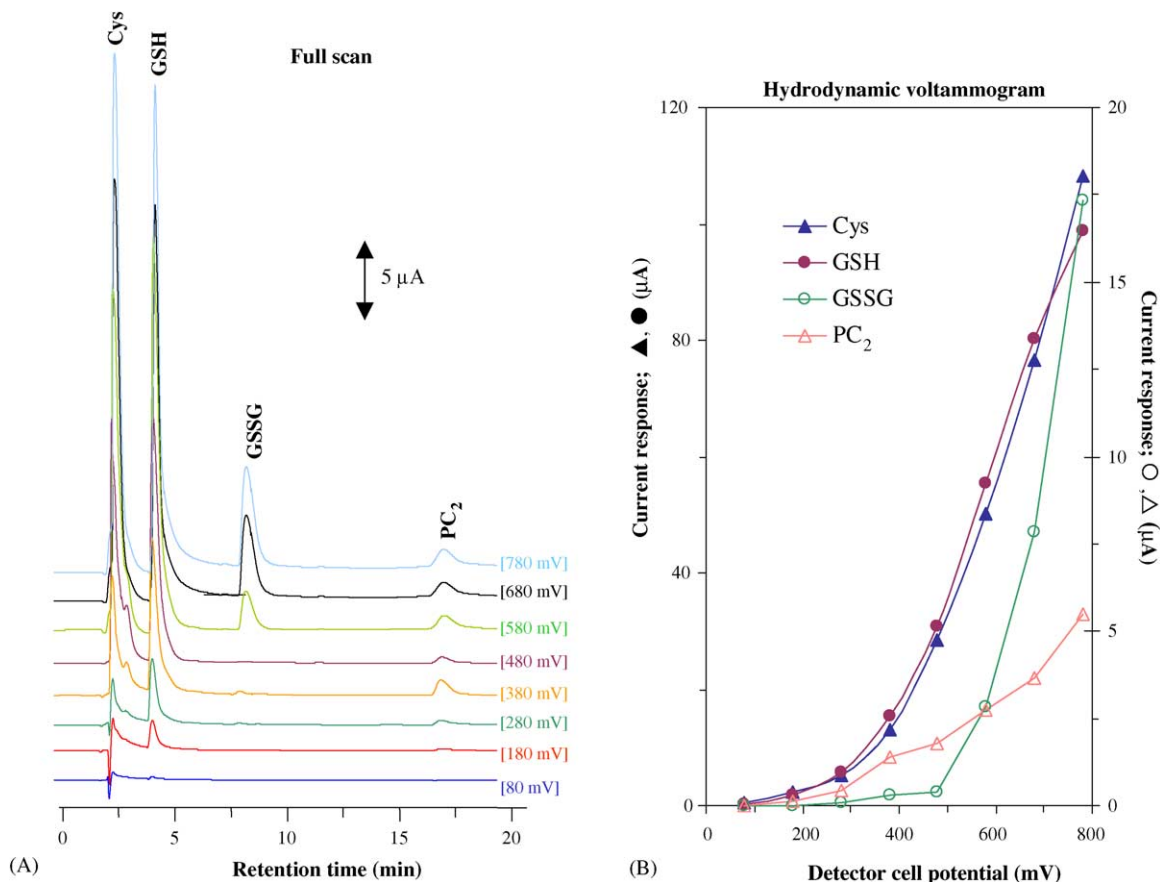 Cys
GSH
Full scan
5 µA
GSSG
PC2
[780 mV]
[680 mV]
[580 mV]
[480 mV]
[380 mV]
[280 mV]
[180 mV]
[80 mV]
0 5 10 15 20
(A) Retention time (min)
Hydrodynamic voltammogram
120
80
40
0
Current response; ▲, ● (µA)
Cys
GSH
GSSG
PC2
20
15
10
5
0
Current response; ○ ,△ (µA)
0 200 400 600 800
(B) Detector cell potential (mV)